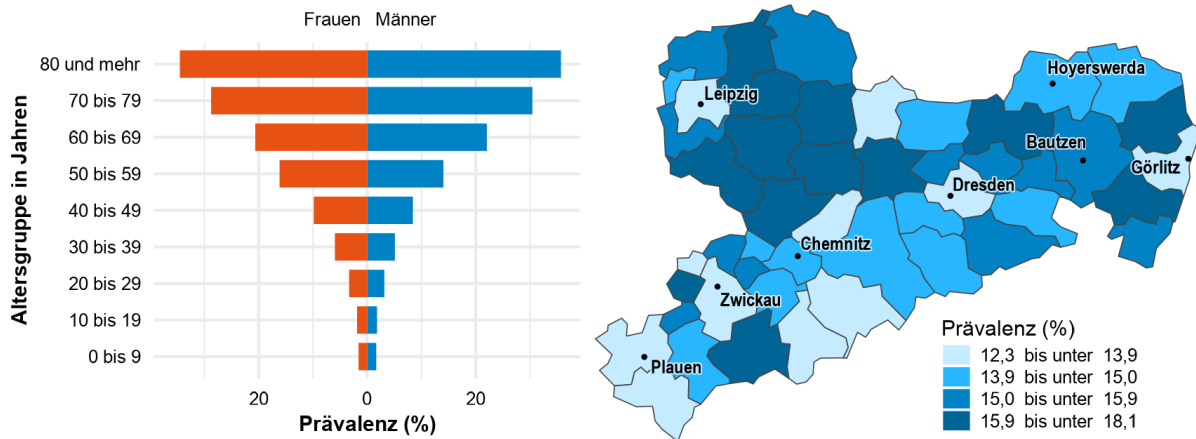 Frauen Männer
Altersgruppe in Jahren
80 und mehr
70 bis 79
60 bis 69
50 bis 59
40 bis 49
30 bis 39
20 bis 29
10 bis 19
0 bis 9
20 0 20
Prävalenz (%)
Hoyerswerda
Leipzig
Bautzen
Görlitz
Dresden
Chemnitz
Zwickau
Plauen
Prävalenz (%)
12,3 bis unter 13,9
13,9 bis unter 15,0
15,0 bis unter 15,9
15,9 bis unter 18,1